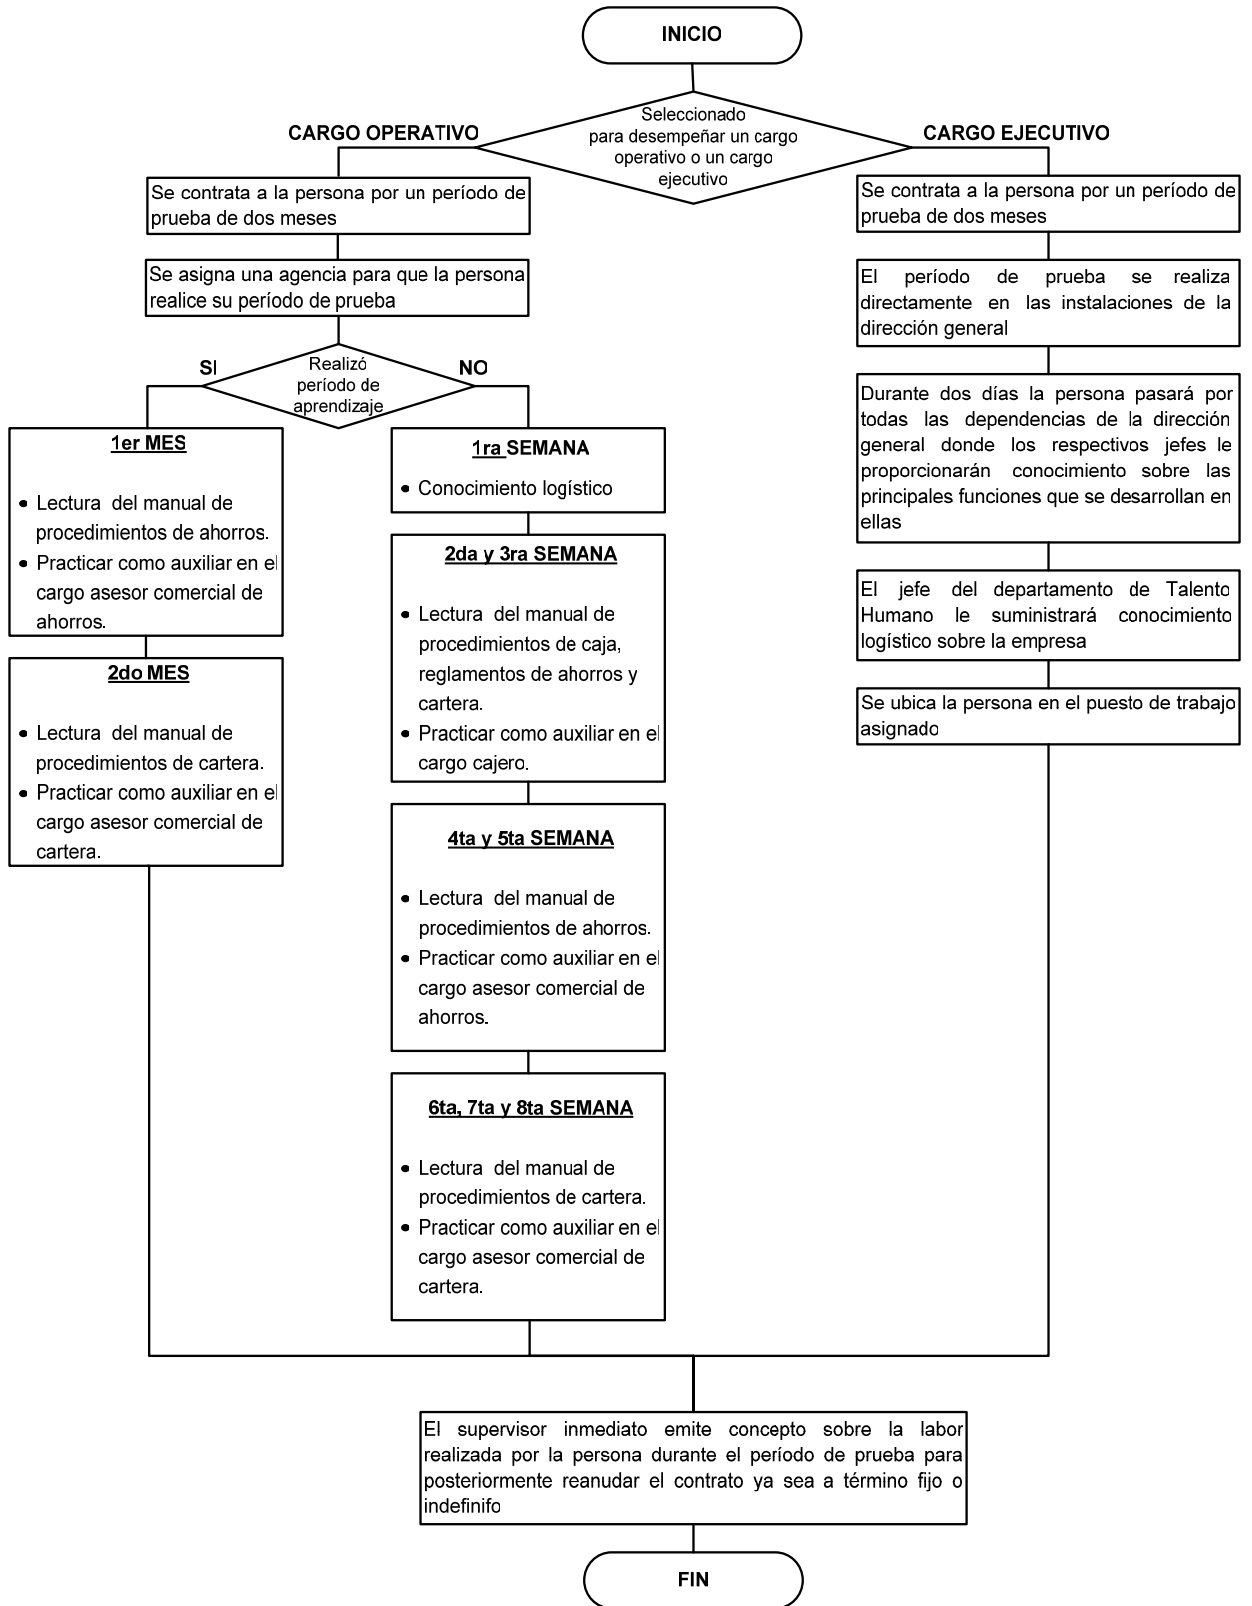 INICIO
Seleccionado
para desempeñar un cargo
operativo o un cargo
ejecutivo
CARGO OPERATIVO
CARGO EJECUTIVO
Se contrata a la persona por un período de
prueba de dos meses
Se asigna una agencia para que la persona
realice su período de prueba
Realizó
período de
aprendizaje
SI
NO
1er MES
• Lectura del manual de
procedimientos de ahorros.
• Practicar como auxiliar en el
cargo asesor comercial de
ahorros.
2do MES
• Lectura del manual de
procedimientos de cartera.
• Practicar como auxiliar en el
cargo asesor comercial de
cartera.
1ra SEMANA
• Conocimiento logístico
2da y 3ra SEMANA
• Lectura del manual de
procedimientos de caja,
reglamentos de ahorros y
cartera.
• Practicar como auxiliar en el
cargo cajero.
4ta y 5ta SEMANA
• Lectura del manual de
procedimientos de ahorros.
• Practicar como auxiliar en el
cargo asesor comercial de
ahorros.
6ta, 7ta y 8ta SEMANA
• Lectura del manual de
procedimientos de cartera.
• Practicar como auxiliar en el
cargo asesor comercial de
cartera.
Se contrata a la persona por un período de
prueba de dos meses
El período de prueba se realiza
directamente en las instalaciones de la
dirección general
Durante dos días la persona pasará por
todas las dependencias de la dirección
general donde los respectivos jefes le
proporcionarán conocimiento sobre las
principales funciones que se desarrollan en
ellas
El jefe del departamento de Talento
Humano le suministrará conocimiento
logístico sobre la empresa
Se ubica la persona en el puesto de trabajo
asignado
El supervisor inmediato emite concepto sobre la labor
realizada por la persona durante el período de prueba para
posteriormente reanudar el contrato ya sea a término fijo o
indefinifo
FIN